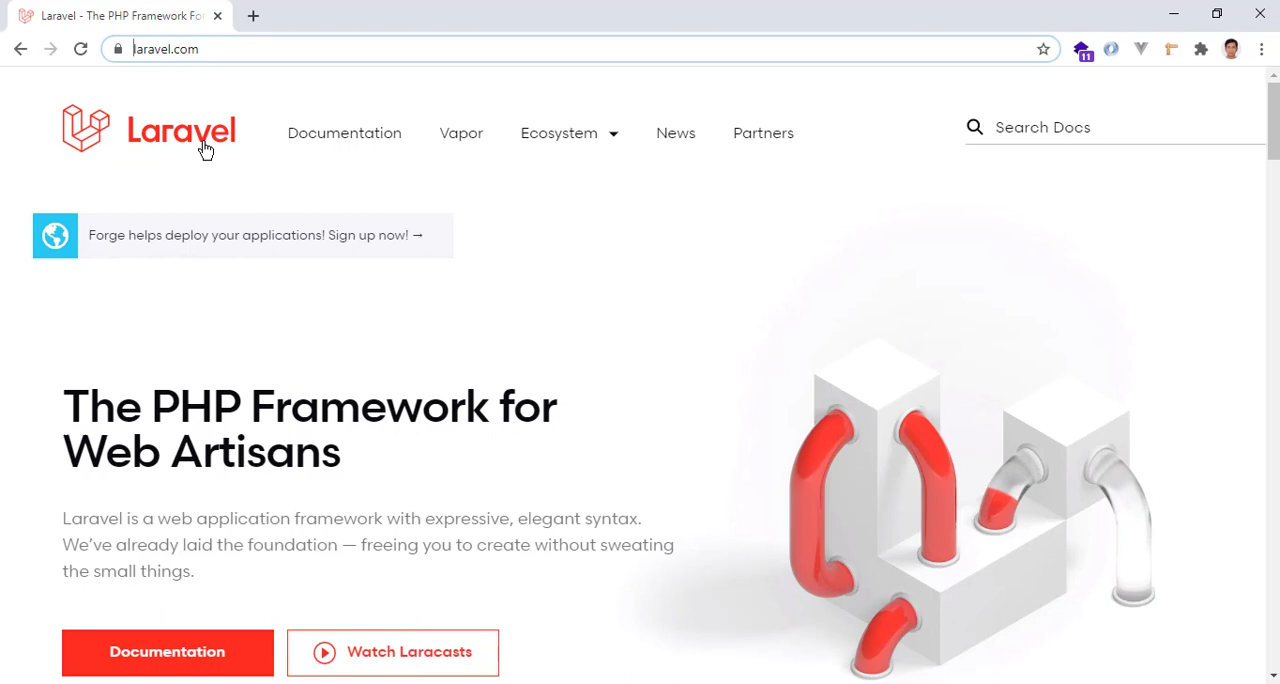 Laravel - The PHP Framework For
laravel.com
11
Laravel
Documentation
Vapor
Ecosystem
News
Partners
Search Docs
Forge helps deploy your applications! Sign up now! →
The PHP Framework for
Web Artisans
Laravel is a web application framework with expressive, elegant syntax.
We've already laid the foundation — freeing you to create without sweating
the small things.
Documentation
Watch Laracasts